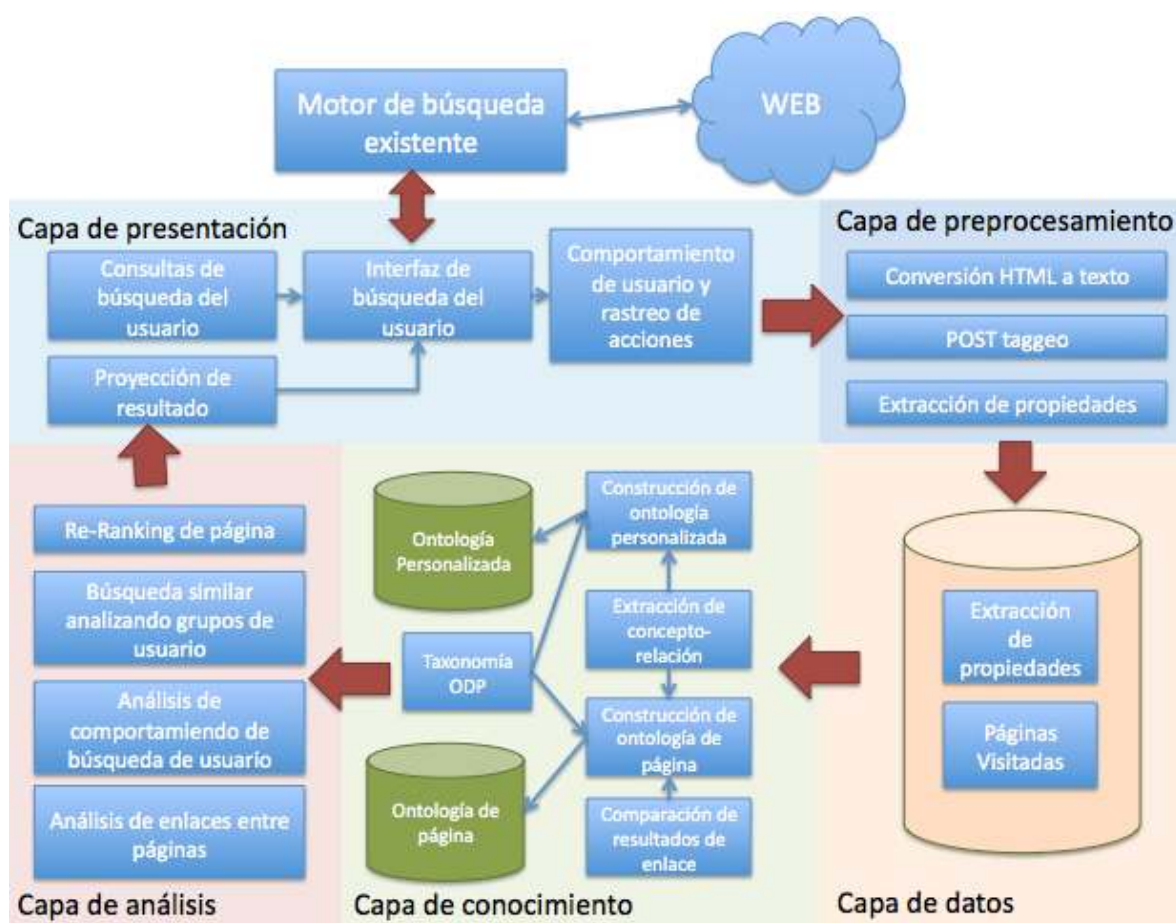 Motor de búsqueda
existente
WEB
Capa de presentación
Consultas de
búsqueda del
usuario
Interfaz de
búsqueda del
usuario
Comportamiento
de usuario y
rastreo de
acciones
Proyección de
resultado
Capa de preprocesamiento
Conversión HTML a texto
POST taggeo
Extracción de propiedades
Re-Ranking de página
Búsqueda similar
analizando grupos de
usuario
Análisis de
comportamiendo de
búsqueda de usuario
Análisis de enlaces entre
páginas
Capa de análisis
Ontología
Personalizada
Taxonomía
ODP
Ontología de
página
Construcción de
ontología
personalizada
Extracción de
concepto-
relación
Construcción de
ontología de
página
Comparación de
resultados de
enlace
Capa de conocimiento
Extracción
de
propiedades
Páginas
Visitadas
Capa de datos